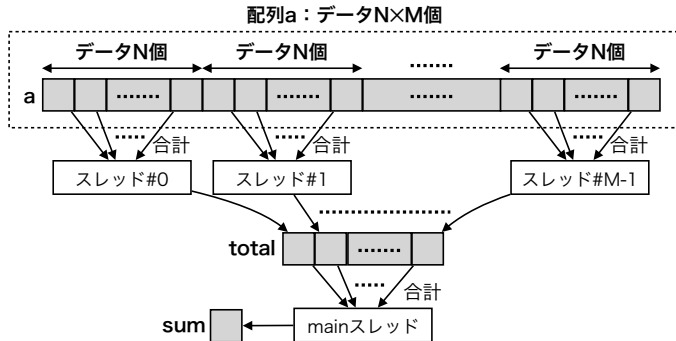 配列a：データN×M個
データN個 データN個 ....... データN個
a ....... ....... ....... .......
..... 合計 ..... 合計 ..... 合計
スレッド#0 スレッド#1 スレッド#M-1
total .......
..... 合計
sum mainスレッド